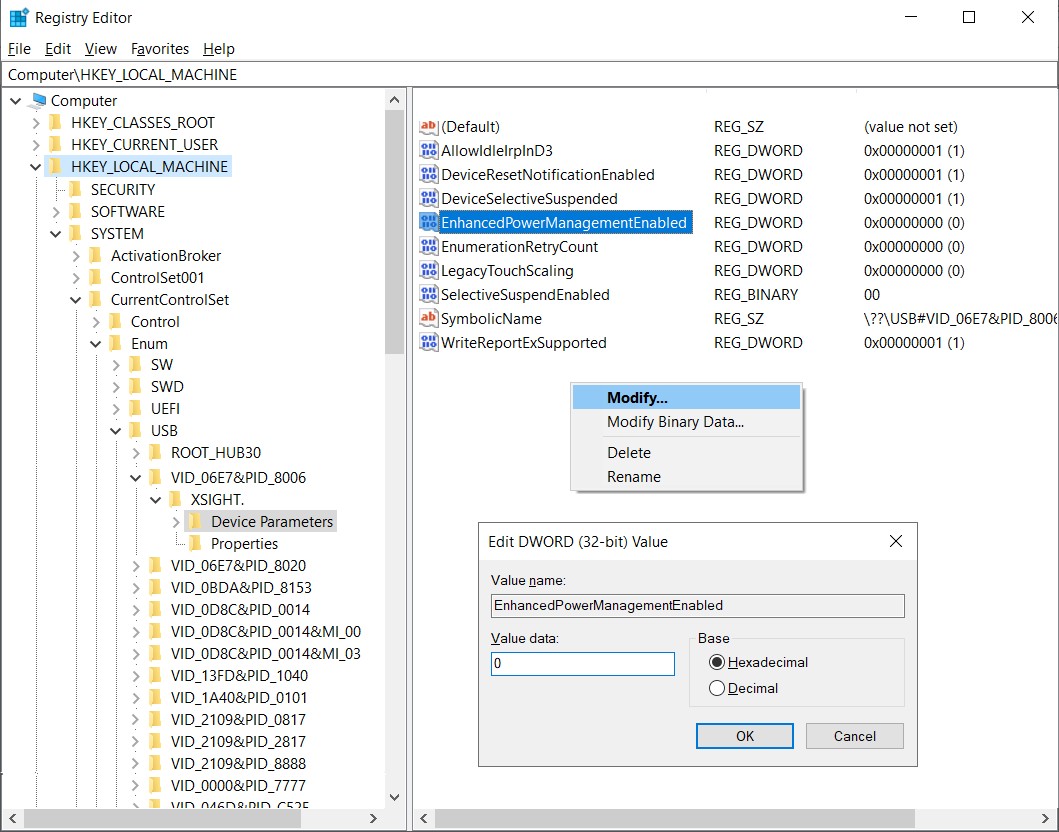 Registry Editor
File Edit View Favorites Help
Computer\HKEY_LOCAL_MACHINE
Computer
HKEY_CLASSES_ROOT
HKEY_CURRENT_USER
HKEY_LOCAL_MACHINE
SECURITY
SOFTWARE
SYSTEM
ActivationBroker
ControlSet001
CurrentControlSet
Control
Enum
SW
SWD
UEFI
USB
ROOT_HUB30
VID_06E7&PID_8006
XSIGHT.
Device Parameters
Properties
VID_06E7&PID_8020
VID_0BDA&PID_8153
VID_0D8C&PID_0014
VID_0D8C&PID_0014&MI_00
VID_0D8C&PID_0014&MI_03
VID_13FD&PID_1040
VID_1A40&PID_0101
VID_2109&PID_0817
VID_2109&PID_2817
VID_2109&PID_8888
VID_0000&PID_7777
VID_046D&PID_C52F
(Default) REG_SZ (value not set)
AllowIdleIrpInD3 REG_DWORD 0x00000001 (1)
DeviceResetNotificationEnabled REG_DWORD 0x00000001 (1)
DeviceSelectiveSuspended REG_DWORD 0x00000001 (1)
EnhancedPowerManagementEnabled REG_DWORD 0x00000000 (0)
EnumerationRetryCount REG_DWORD 0x00000000 (0)
LegacyTouchScaling REG_DWORD 0x00000000 (0)
SelectiveSuspendEnabled REG_BINARY 00
SymbolicName REG_SZ \??\USB#VID_06E7&PID_8006
WriteReportExSupported REG_DWORD 0x00000001 (1)
Modify...
Modify Binary Data...
Delete
Rename
Edit DWORD (32-bit) Value
Value name:
EnhancedPowerManagementEnabled
Value data:
0
Base
Hexadecimal
Decimal
OK Cancel